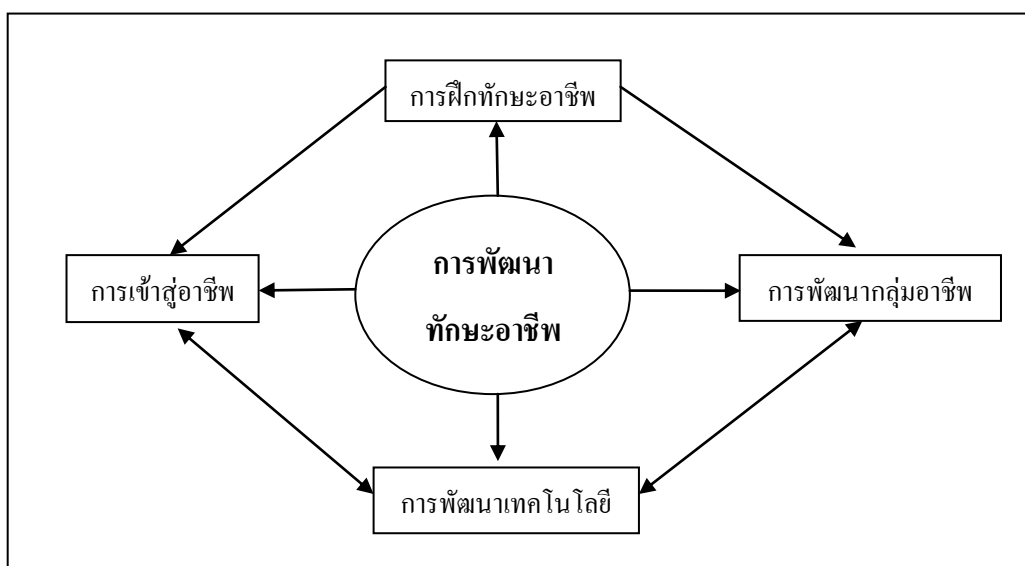 การฝึกทักษะอาชีพ
การพัฒนา
ทักษะอาชีพ
การเข้าสู่อาชีพ
การพัฒนากลุ่มอาชีพ
การพัฒนาเทคโนโลยี